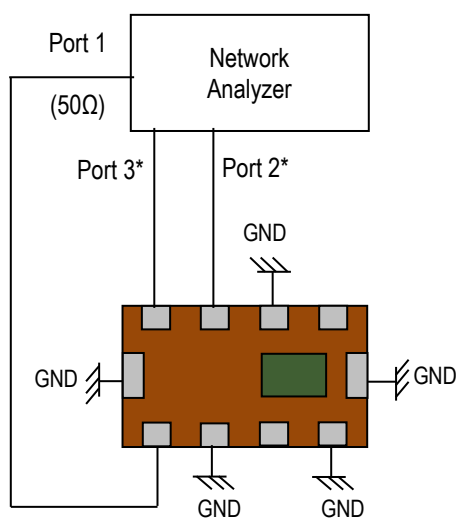 Port 1
Network
Analyzer
(50Ω)
Port 3*
Port 2*
GND
GND
GND
GND
GND